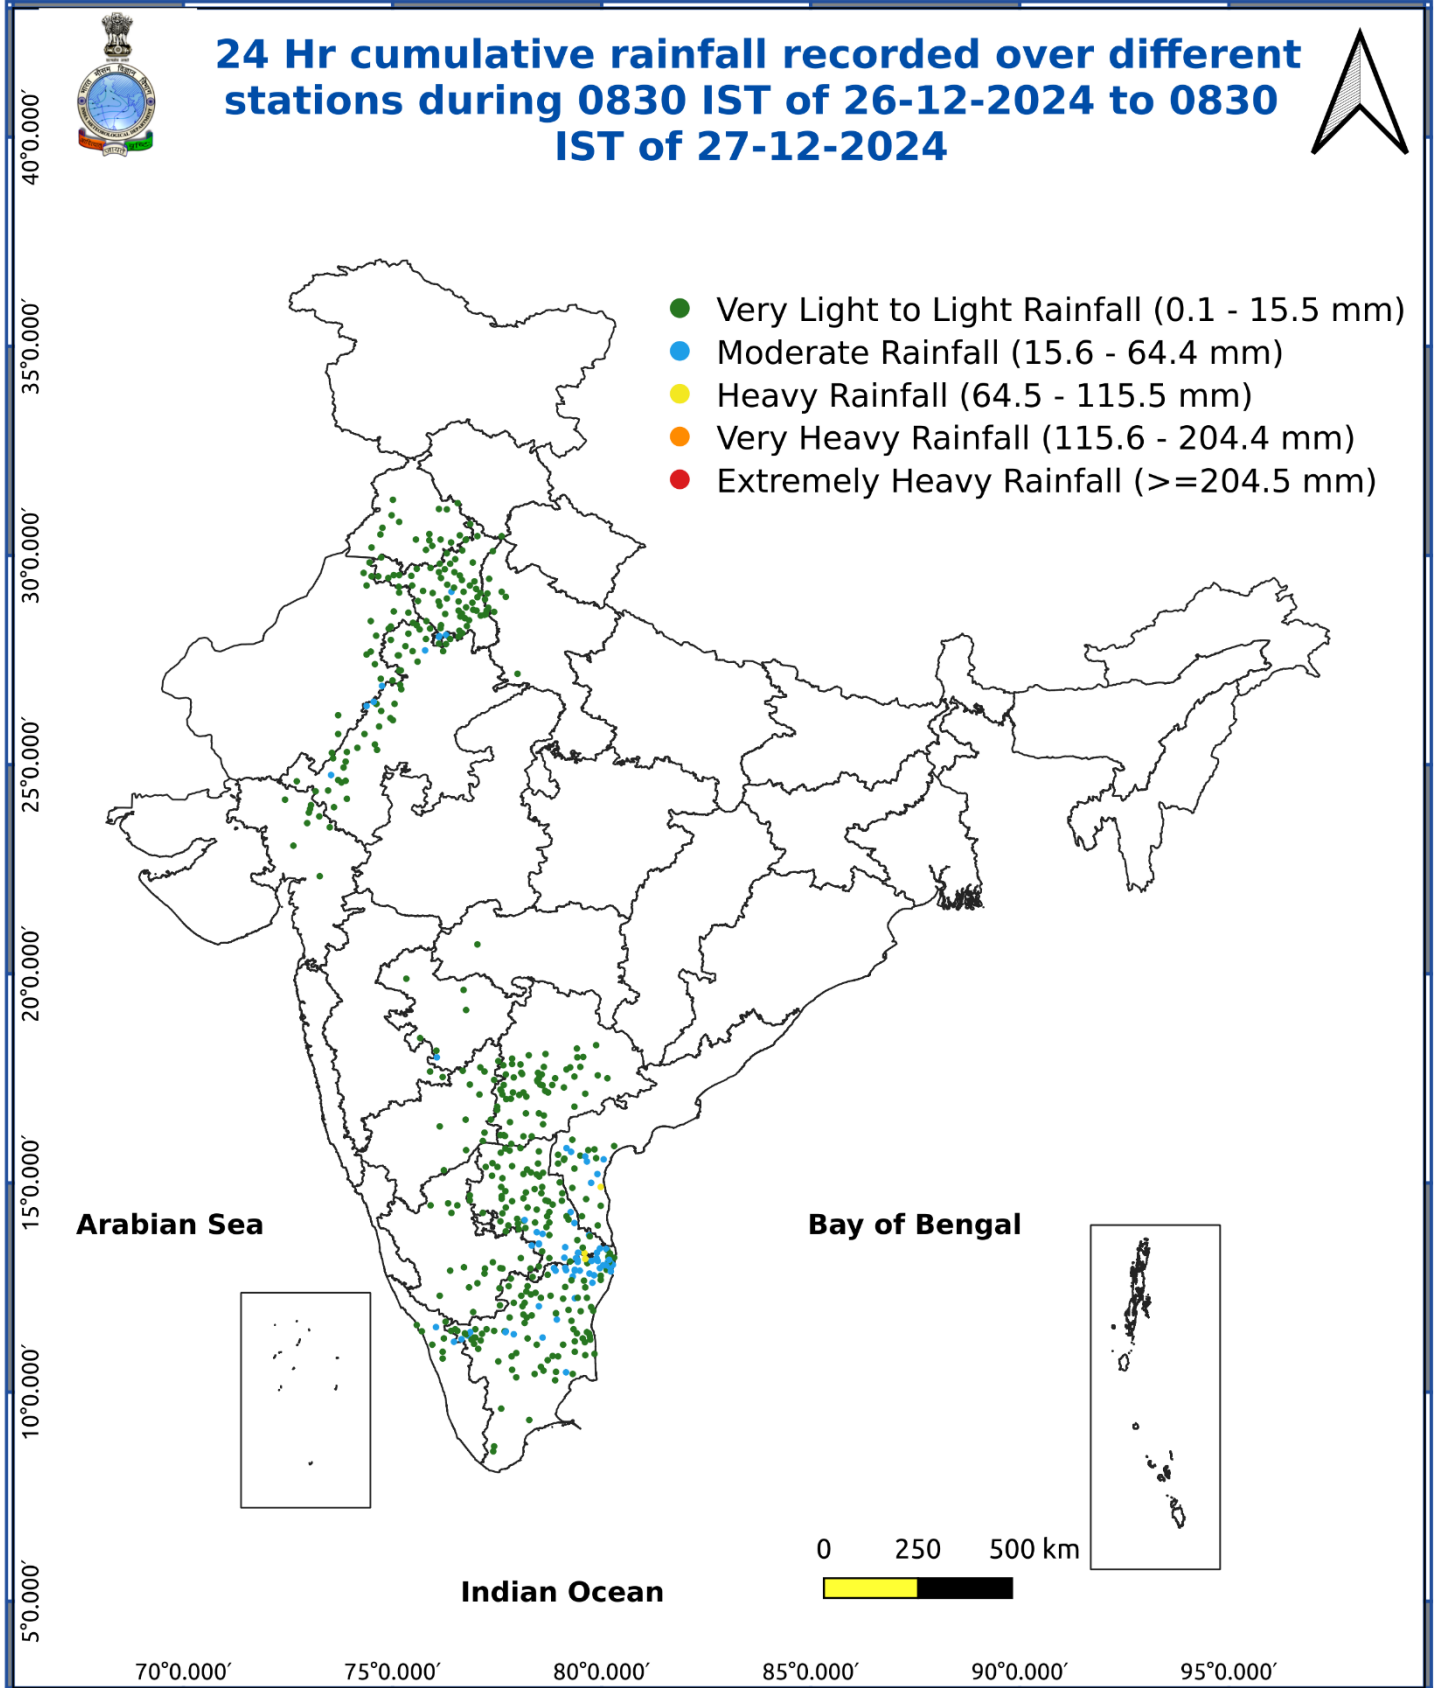 24 Hr cumulative rainfall recorded over different
stations during 0830 IST of 26-12-2024 to 0830
IST of 27-12-2024
Very Light to Light Rainfall (0.1 - 15.5 mm)
Moderate Rainfall (15.6 - 64.4 mm)
Heavy Rainfall (64.5 - 115.5 mm)
Very Heavy Rainfall (115.6 - 204.4 mm)
Extremely Heavy Rainfall (>=204.5 mm)
40°0.000′
35°0.000′
30°0.000′
25°0.000′
20°0.000′
15°0.000′
10°0.000′
5°0.000′
Arabian Sea
Bay of Bengal
Indian Ocean
0 250 500 km
70°0.000′ 75°0.000′ 80°0.000′ 85°0.000′ 90°0.000′ 95°0.000′